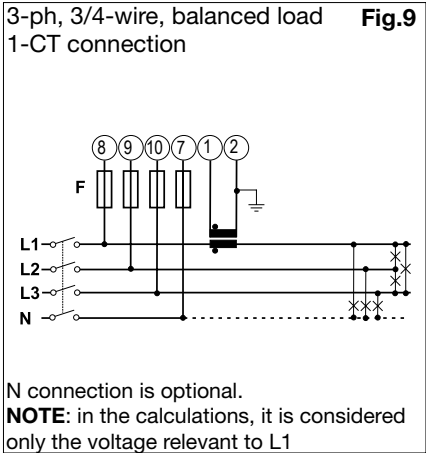 3-ph, 3/4-wire, balanced load Fig.9
1-CT connection
8 9 10 7 1 2
F
L1
L2
L3
N
N connection is optional.
NOTE: in the calculations, it is considered
only the voltage relevant to L1